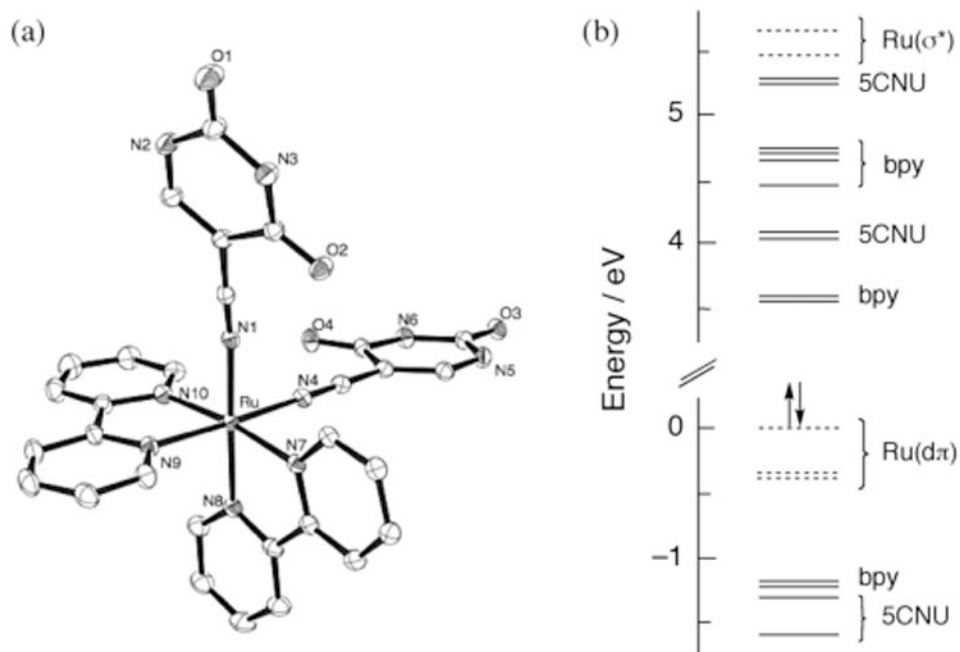 (a)
O1
N2
N3
O2
N1
O4
N6
O3
N5
N4
N10
Ru
N9
N7
N8
(b)
Energy / eV
5
4
0
−1
Ru(σ*)
5CNU
bpy
5CNU
bpy
Ru(dπ)
bpy
5CNU